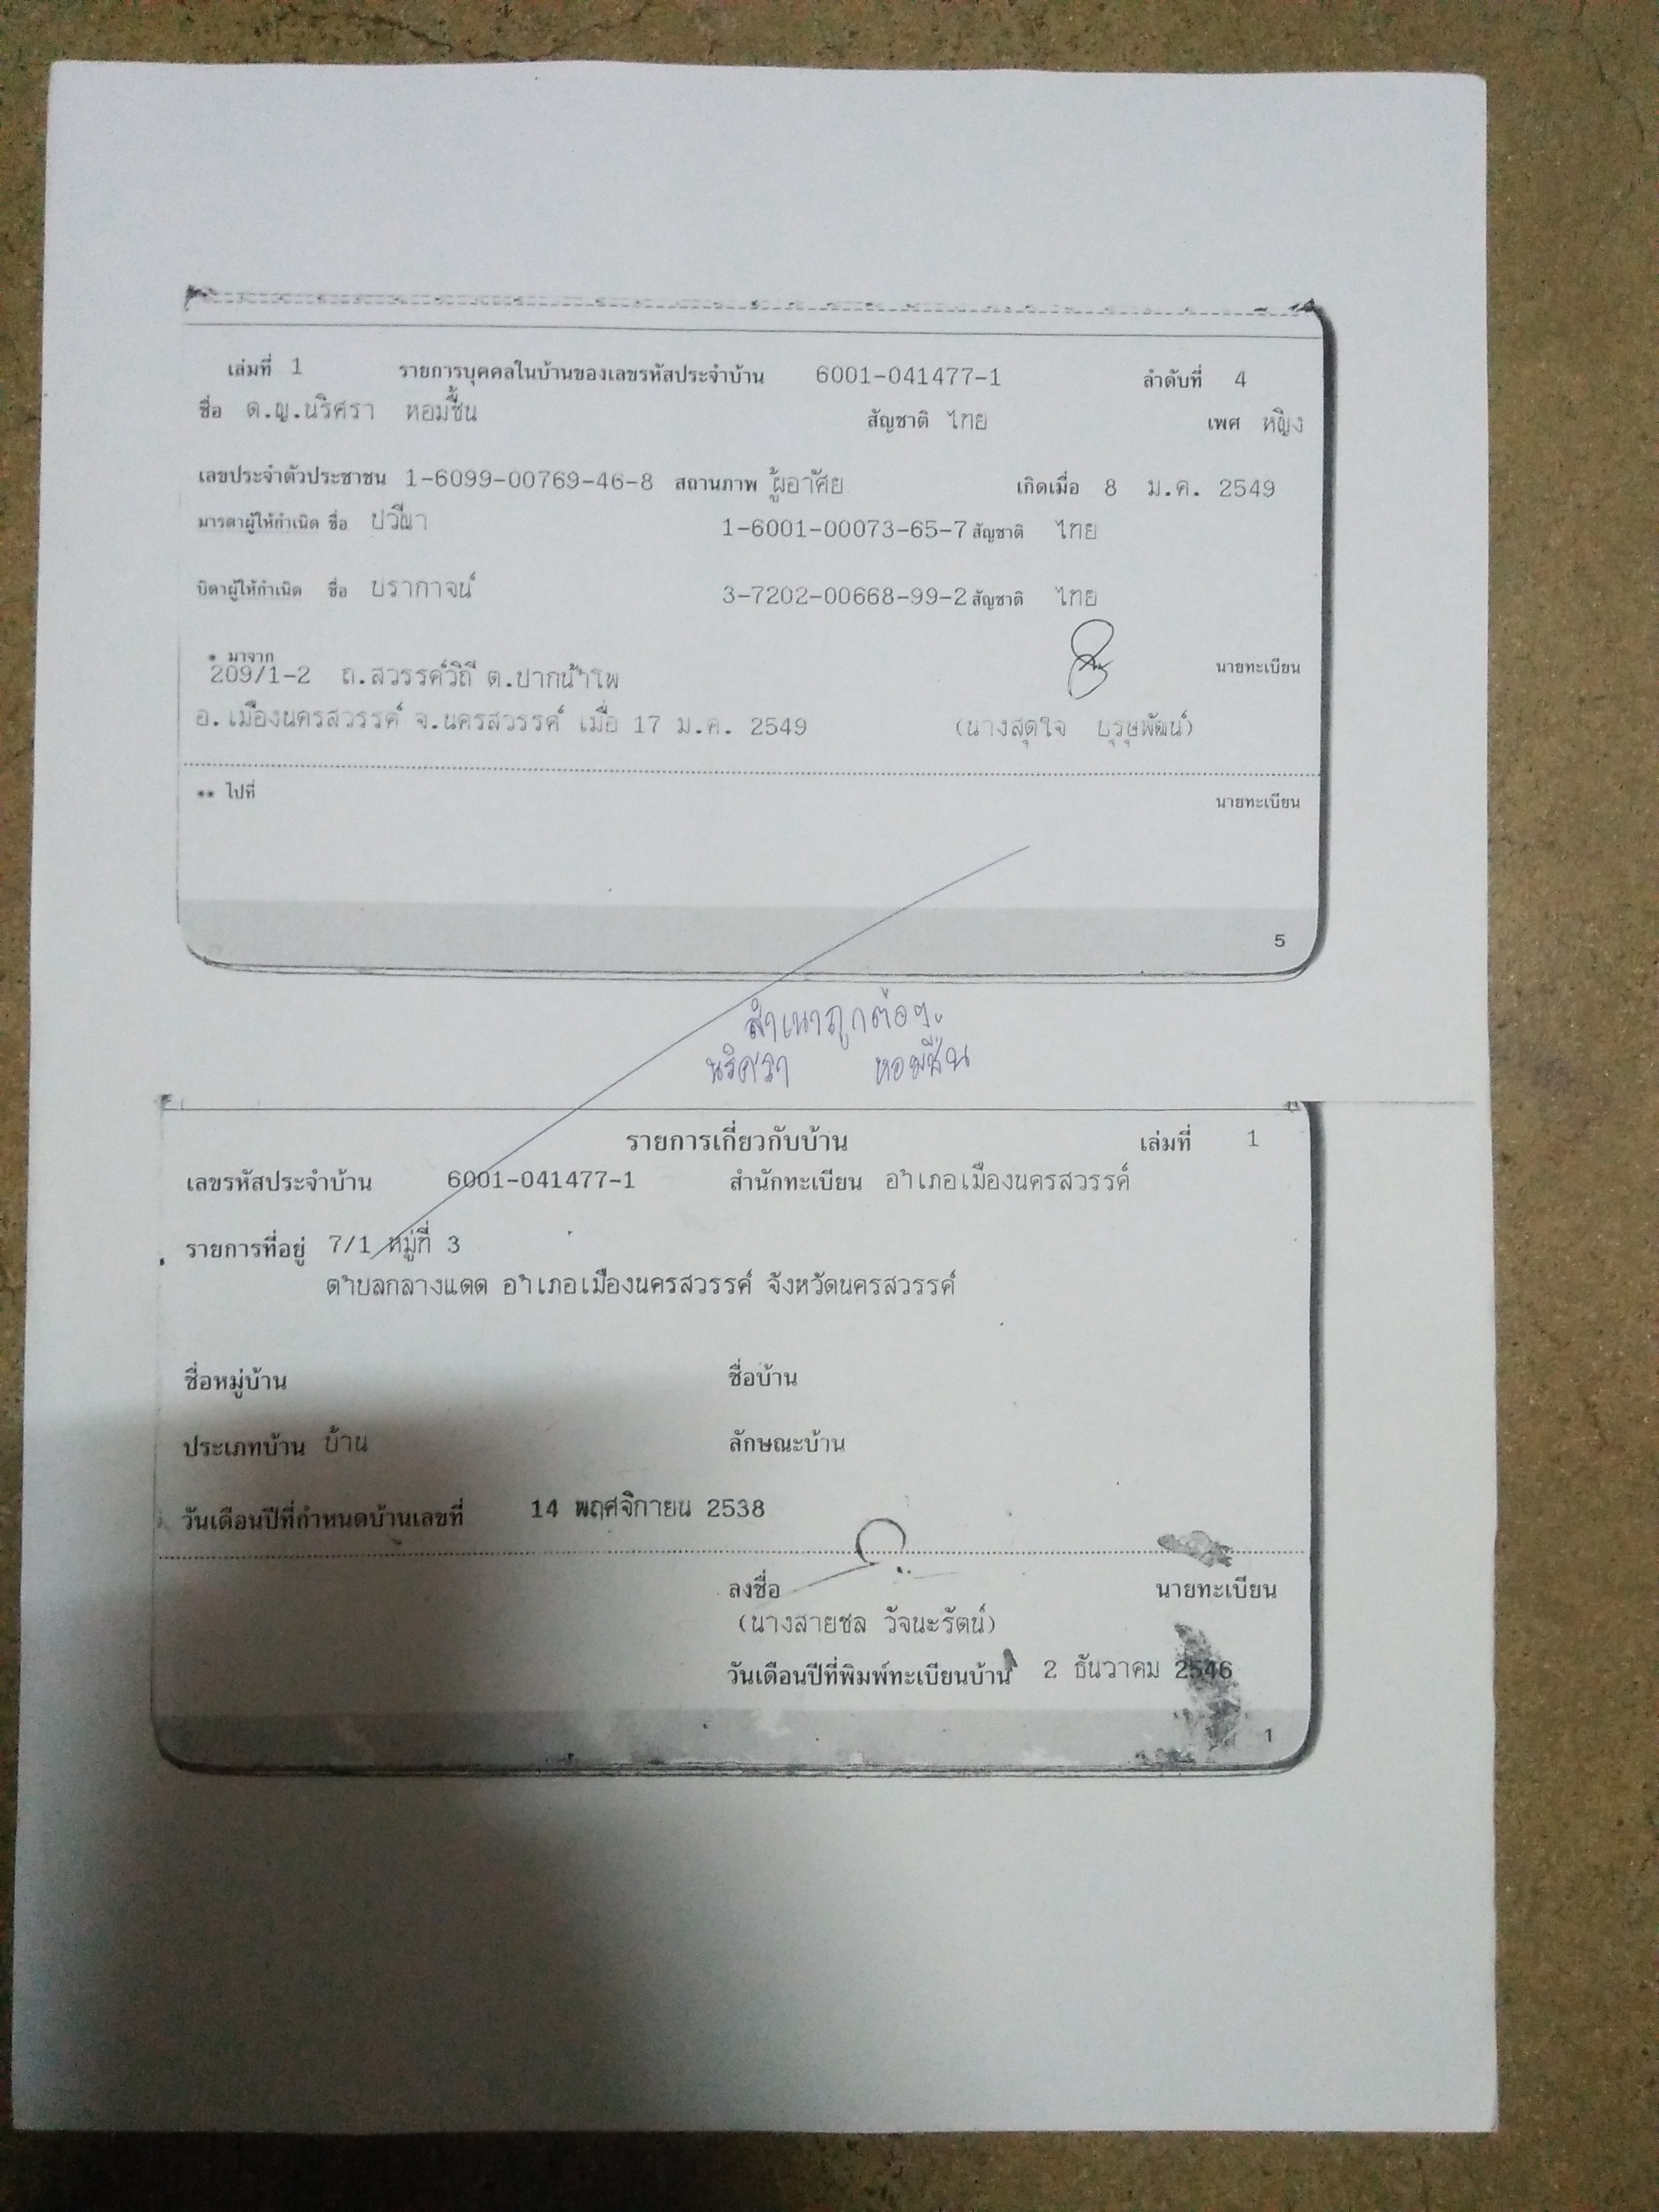 เล่มที่ 1 รายการบุคคลในบ้านของเลขรหัสประจำบ้าน 6001-041477-1 ลำดับที่ 4
ชื่อ ด.ญ.นริศรา หอมชื่น สัญชาติ ไทย เพศ หญิง
เลขประจำตัวประชาชน 1-6099-00769-46-8 สถานภาพ ผู้อาศัย เกิดเมื่อ 8 ม.ค. 2549
มารดาผู้ให้กำเนิด ชื่อ ปวีณา 1-6001-00073-65-7 สัญชาติ ไทย
บิดาผู้ให้กำเนิด ชื่อ ปรากาจน์ 3-7202-00668-99-2 สัญชาติ ไทย
* มาจาก
209/1-2 ถ.สวรรค์วิถี ต.ปากน้ำโพ นายทะเบียน
อ.เมืองนครสวรรค์ จ.นครสวรรค์ เมื่อ 17 ม.ค. 2549 (นางสุดใจ บุรุษพัฒน์)
** ไปที่ นายทะเบียน
5
สำเนาถูกต้อง
นริศรา หอมชื่น
รายการเกี่ยวกับบ้าน เล่มที่ 1
เลขรหัสประจำบ้าน 6001-041477-1 สำนักทะเบียน อำเภอเมืองนครสวรรค์
รายการที่อยู่ 7/1 หมู่ที่ 3
ตำบลกลางแดด อำเภอเมืองนครสวรรค์ จังหวัดนครสวรรค์
ชื่อหมู่บ้าน ชื่อบ้าน
ประเภทบ้าน บ้าน ลักษณะบ้าน
วันเดือนปีที่กำหนดบ้านเลขที่ 14 พฤศจิกายน 2538
ลงชื่อ นายทะเบียน
(นางสายชล วัจนะรัตน์)
วันเดือนปีที่พิมพ์ทะเบียนบ้าน 2 ธันวาคม 2546
1